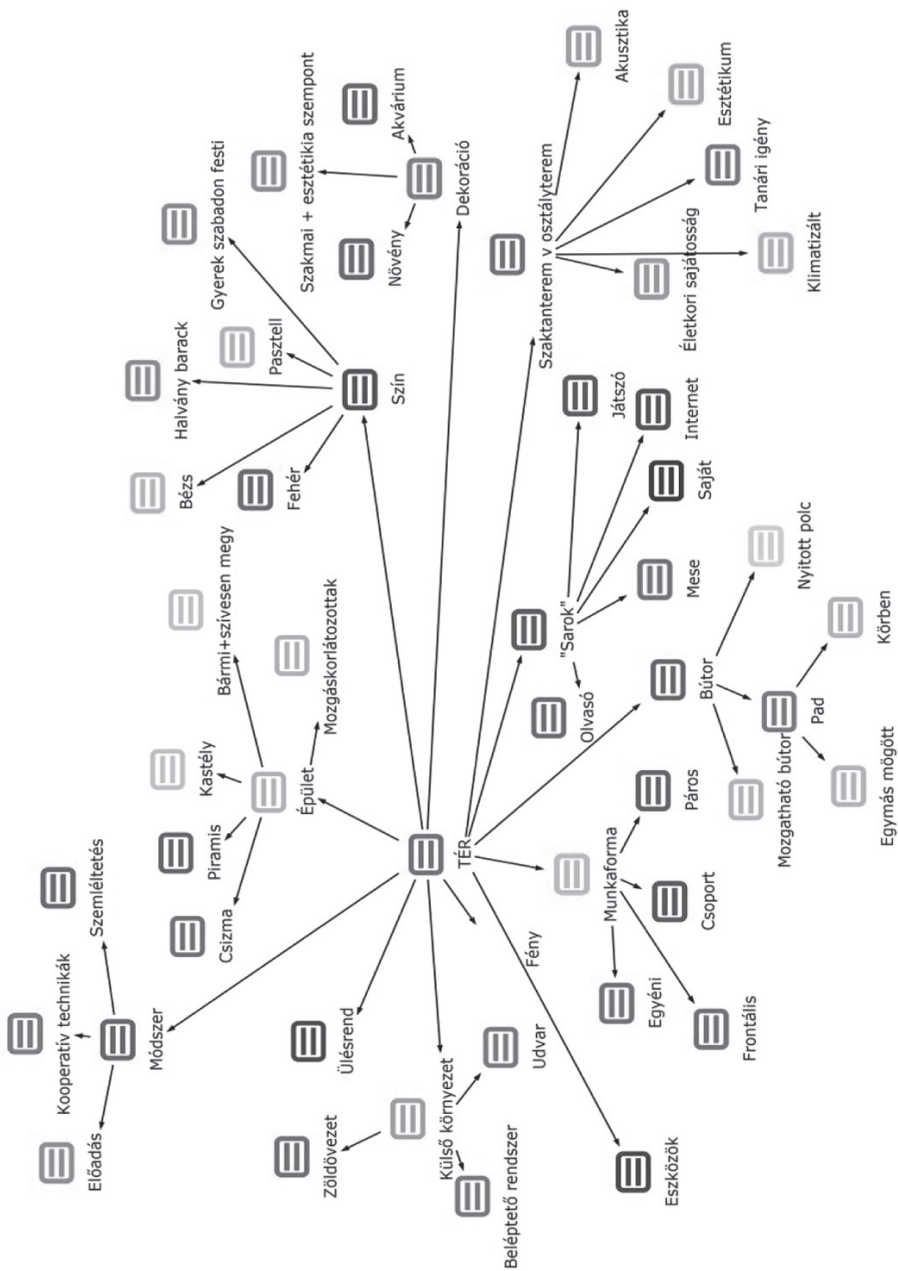 Előadás
Kooperatív technikák
Szemléltetés
Módszer
Csizma
Piramis
Kastély
Bármi+szívesen megy
Mozgáskorlátozottak
Épület
Bézs
Halvány barack
Pasztell
Gyerek szabadon festi
Fehér
Szín
Növény
Szakmai + esztétikia szempont
Akvárium
Dekoráció
Ülésrend
Zöldövezet
Külső környezet
Beléptető rendszer
Udvar
TÉR
Fény
Eszközök
Munkaforma
Egyéni
Frontális
Csoport
Páros
Olvasó
"Sarok"
Mese
Saját
Internet
Játszó
Szaktanterem v osztályterem
Életkori sajátosság
Klimatizált
Tanári igény
Esztétikum
Akusztika
Bútor
Mozgatható bútor
Pad
Nyitott polc
Egymás mögött
Körben